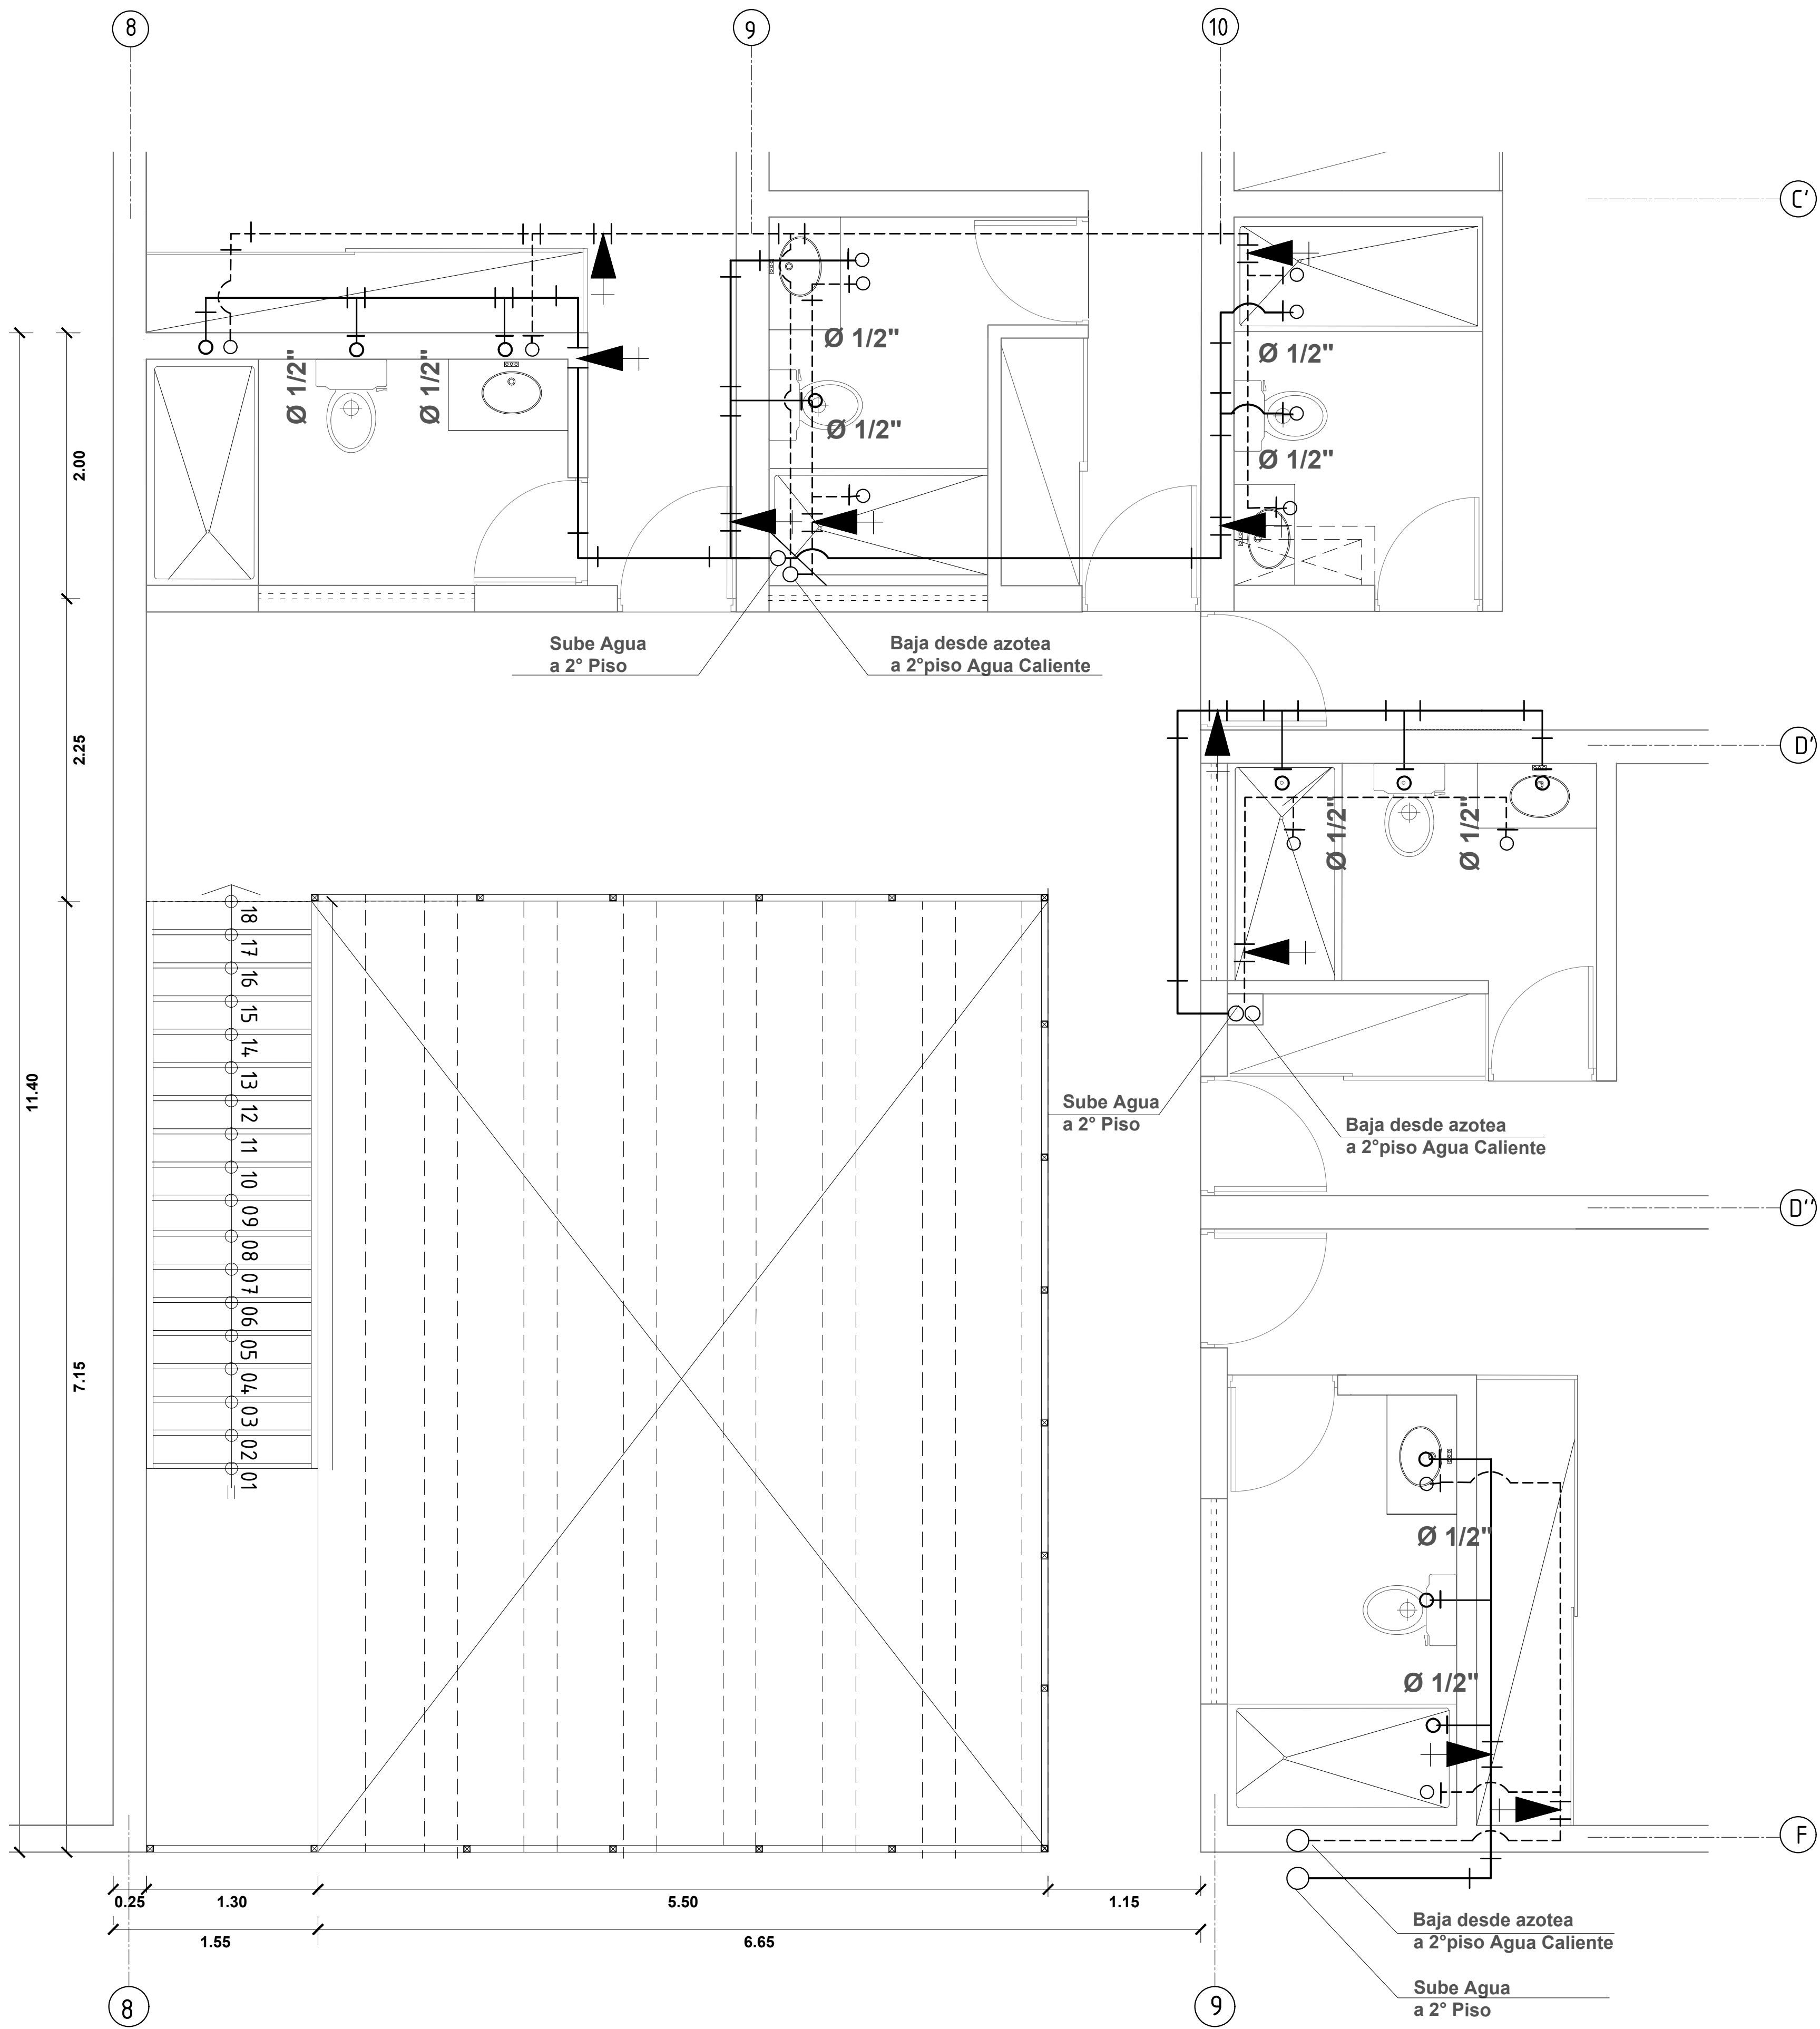 8
9
10
C'
Ø 1/2"
Ø 1/2"
Ø 1/2"
Ø 1/2"
Ø 1/2"
Ø 1/2"
2.00
Sube Agua
a 2° Piso
Baja desde azotea
a 2°piso Agua Caliente
2.25
D'
Ø 1/2"
Ø 1/2"
18
17
16
15
14
13
12
11
10
09
08
07
06
05
04
03
02
01
11.40
7.15
Sube Agua
a 2° Piso
Baja desde azotea
a 2°piso Agua Caliente
D''
Ø 1/2"
Ø 1/2"
F
0.25
1.30
5.50
1.15
1.55
6.65
Baja desde azotea
a 2°piso Agua Caliente
Sube Agua
a 2° Piso
8
9